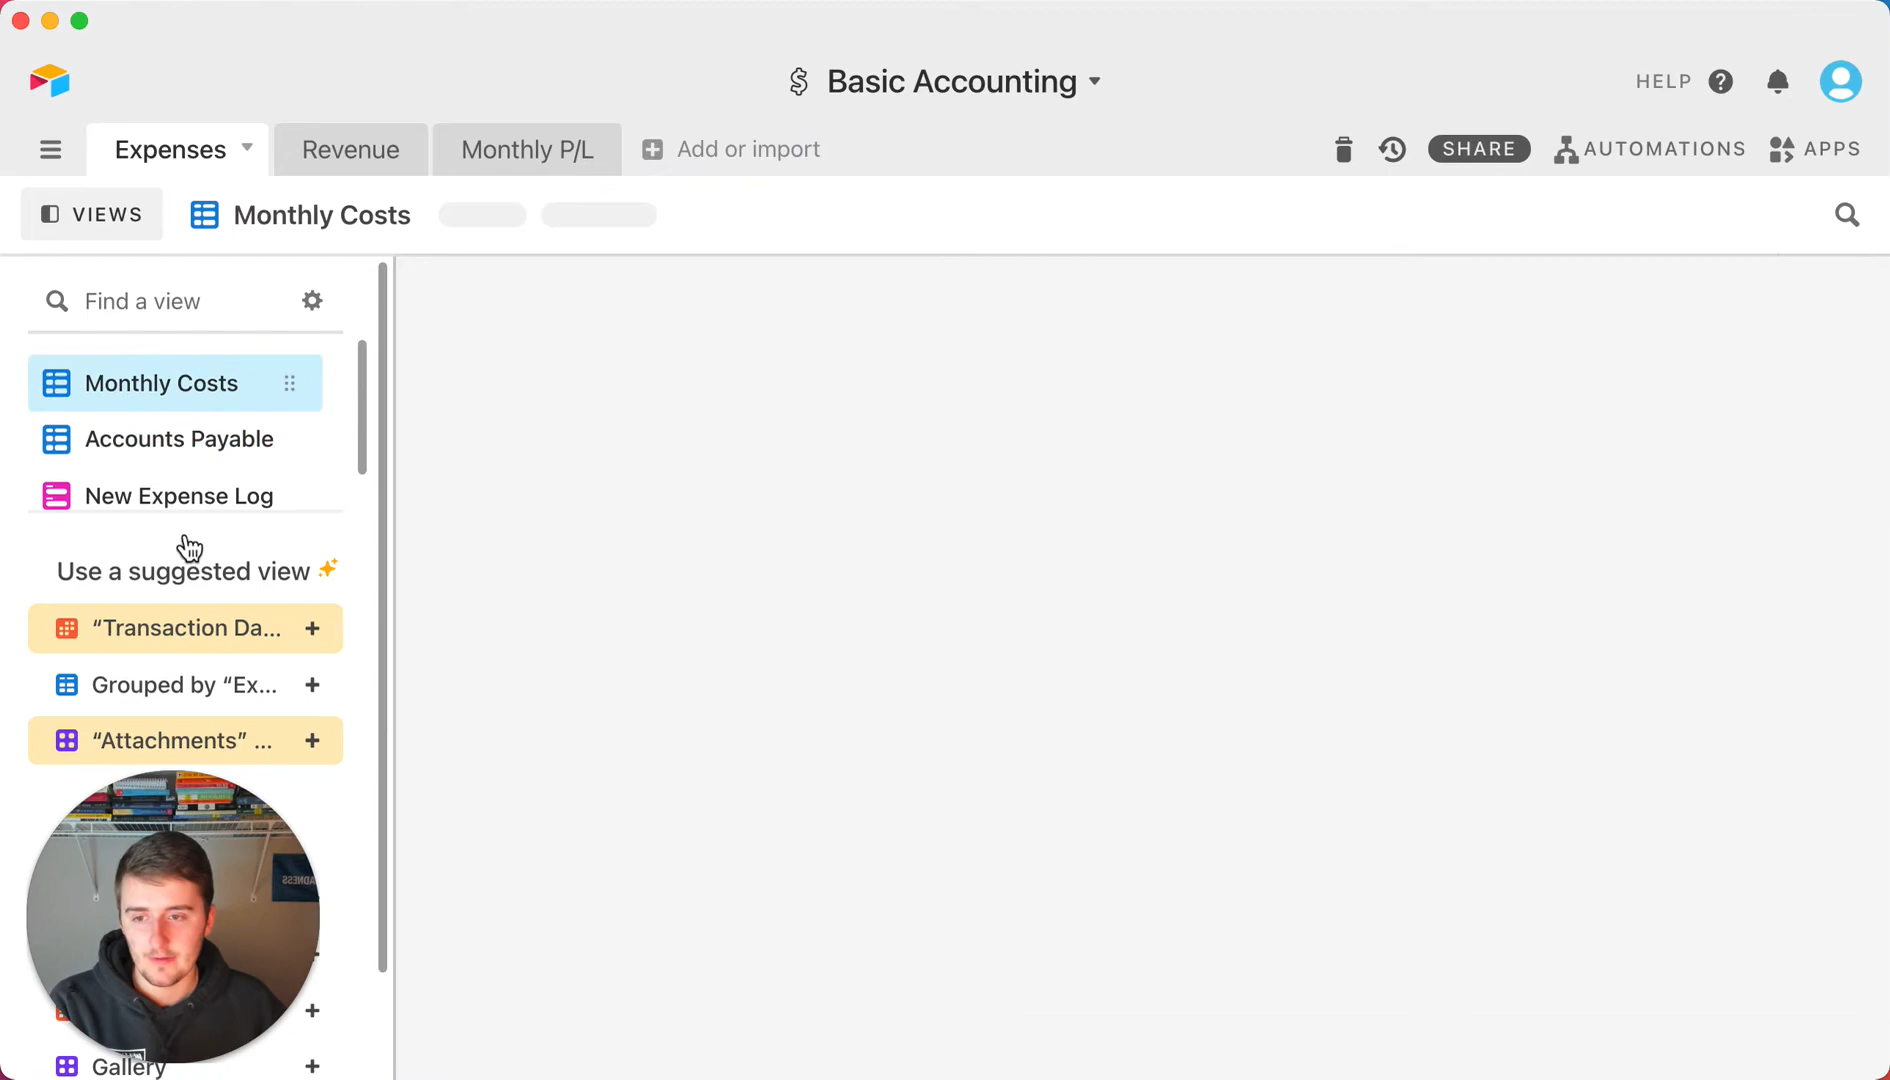 Basic Accounting
HELP
Expenses
Revenue
Monthly P/L
Add or import
SHARE
AUTOMATIONS
APPS
VIEWS
Monthly Costs
Find a view
Monthly Costs
Accounts Payable
New Expense Log
Use a suggested view
“Transaction Da...
Grouped by “Ex...
“Attachments” ...
Gallery